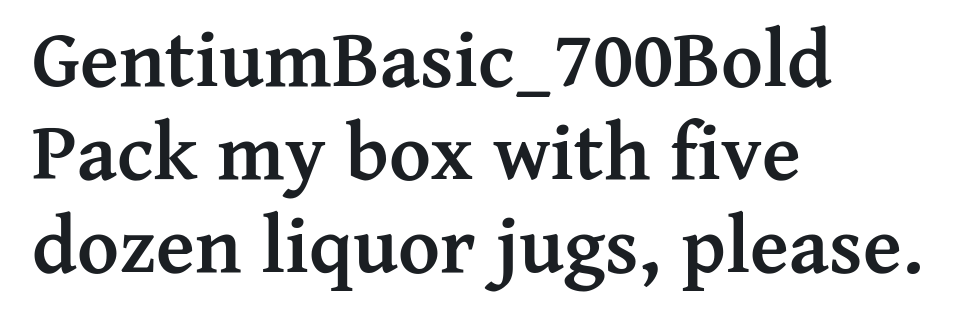 GentiumBasic_700Bold
Pack my box with five
dozen liquor jugs, please.